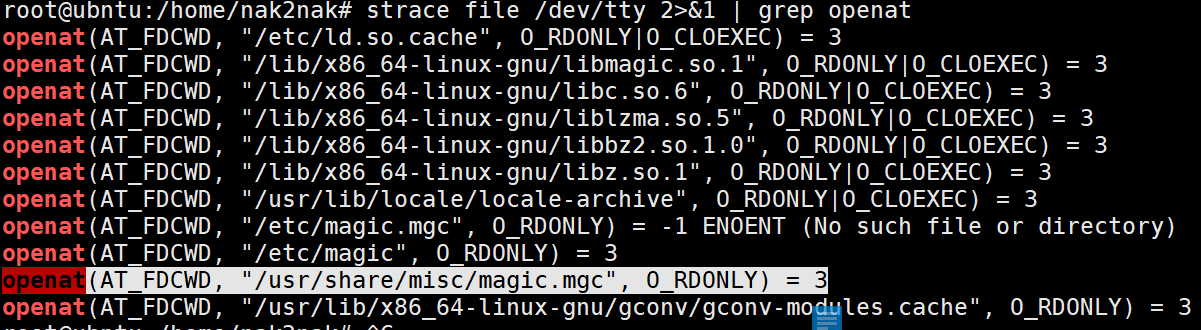 root@ubntu:/home/nak2nak# strace file /dev/tty 2>&1 | grep openat
openat(AT_FDCWD, "/etc/ld.so.cache", O_RDONLY|O_CLOEXEC) = 3
openat(AT_FDCWD, "/lib/x86_64-linux-gnu/libmagic.so.1", O_RDONLY|O_CLOEXEC) = 3
openat(AT_FDCWD, "/lib/x86_64-linux-gnu/libc.so.6", O_RDONLY|O_CLOEXEC) = 3
openat(AT_FDCWD, "/lib/x86_64-linux-gnu/liblzma.so.5", O_RDONLY|O_CLOEXEC) = 3
openat(AT_FDCWD, "/lib/x86_64-linux-gnu/libbz2.so.1.0", O_RDONLY|O_CLOEXEC) = 3
openat(AT_FDCWD, "/lib/x86_64-linux-gnu/libz.so.1", O_RDONLY|O_CLOEXEC) = 3
openat(AT_FDCWD, "/usr/lib/locale/locale-archive", O_RDONLY|O_CLOEXEC) = 3
openat(AT_FDCWD, "/etc/magic.mgc", O_RDONLY) = -1 ENOENT (No such file or directory)
openat(AT_FDCWD, "/etc/magic", O_RDONLY) = 3
openat(AT_FDCWD, "/usr/share/misc/magic.mgc", O_RDONLY) = 3
openat(AT_FDCWD, "/usr/lib/x86_64-linux-gnu/gconv/gconv-modules.cache", O_RDONLY) = 3